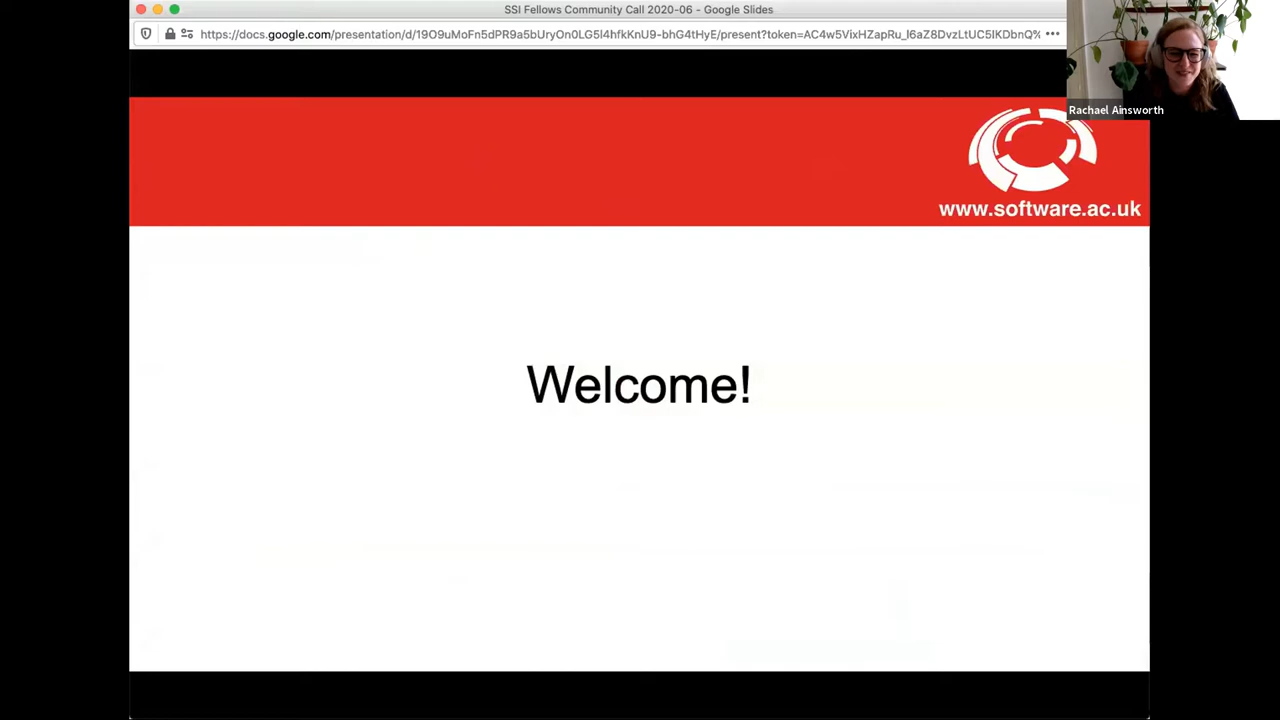 SSI Fellows Community Call 2020-06 - Google Slides
https://docs.google.com/presentation/d/19O9uMoFn5dPR9a5bUryOn0LG5l4hfkKnU9-bhG4tHyE/present?token=AC4w5VixHZapRu_l6aZ8DvzLtUC5IKDbnQ%
Rachael Ainsworth
www.software.ac.uk
Welcome!